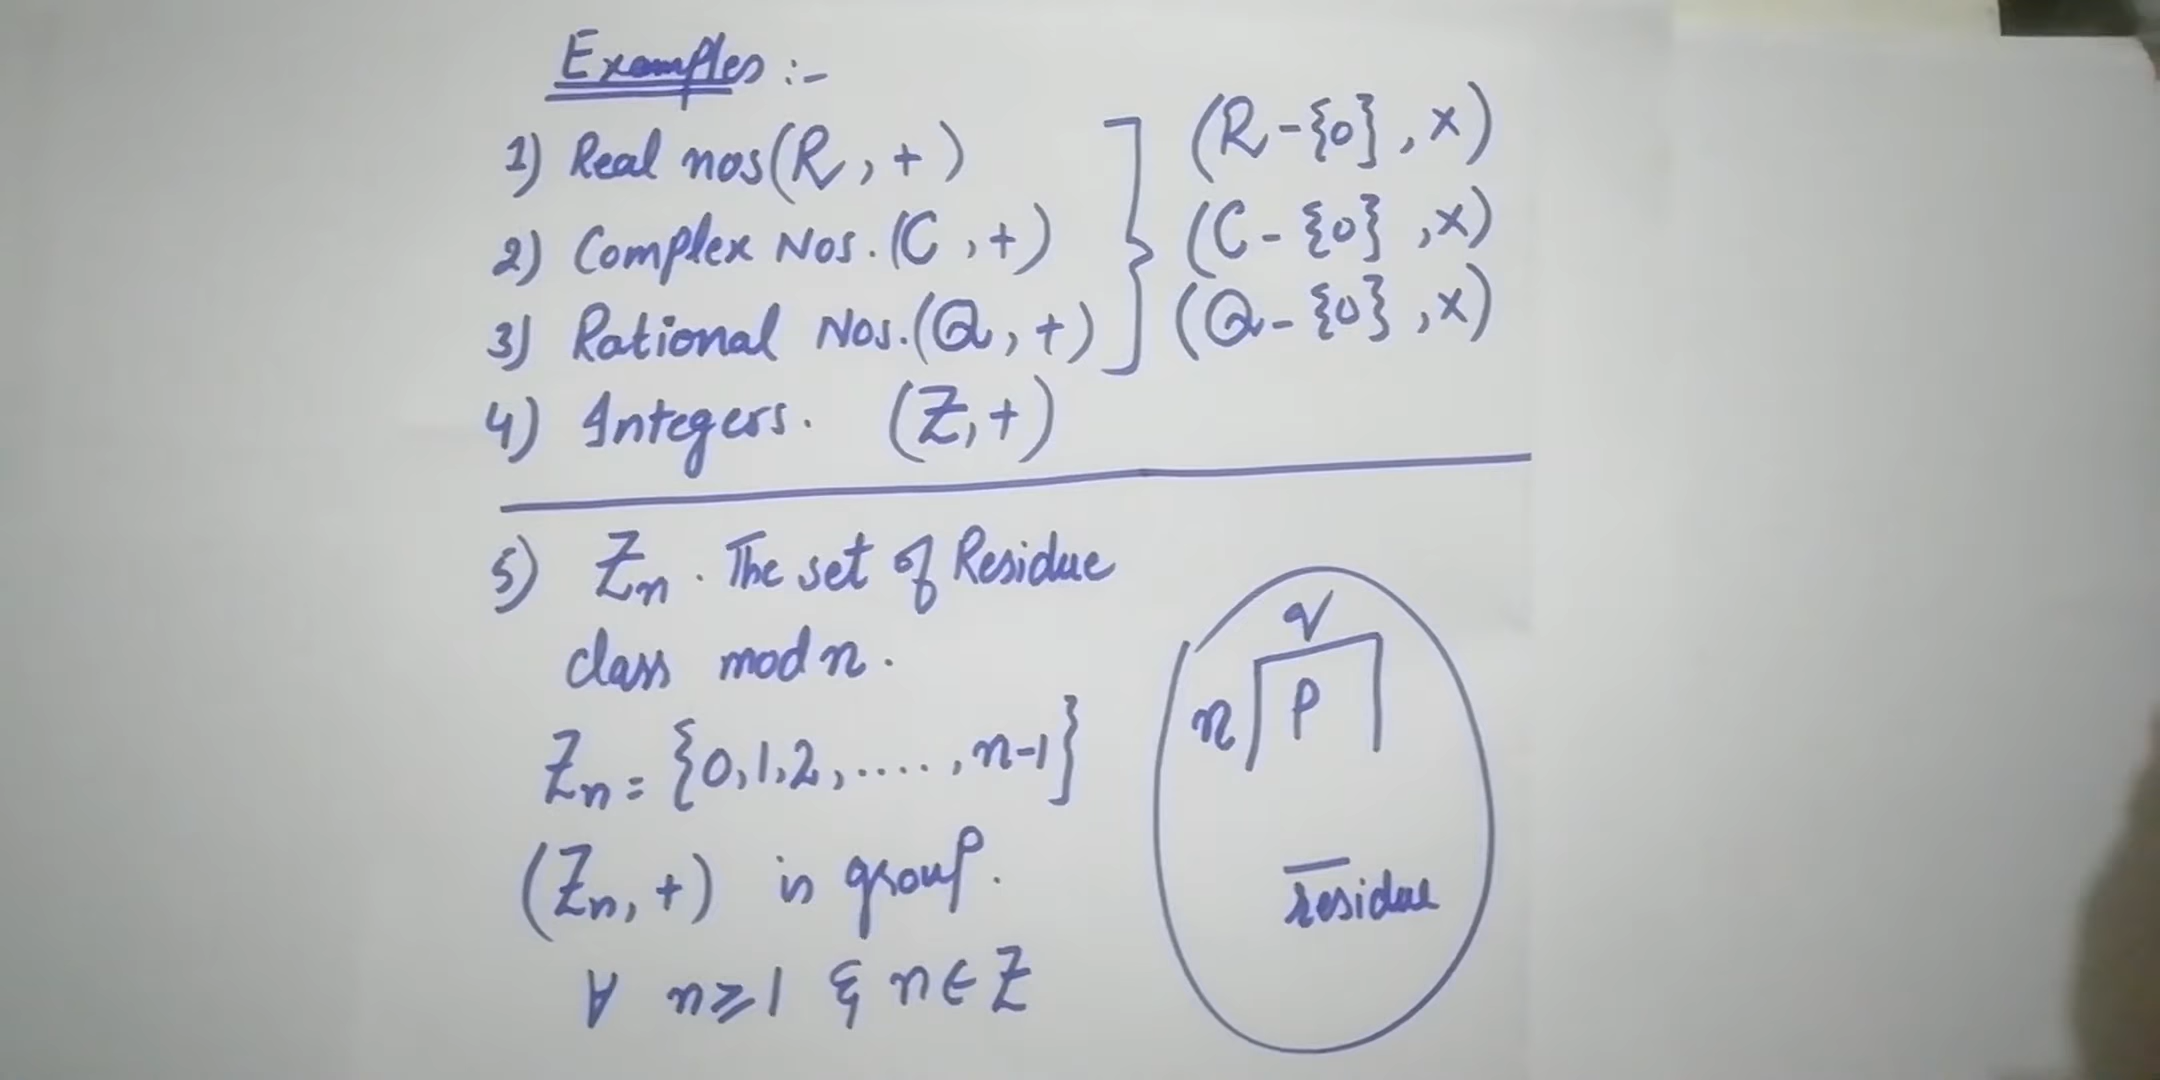 Examples :-
1) Real nos (R, +)
2) Complex Nos. (C, +)
3) Rational Nos. (Q, +)
4) Integers. (Z, +)
(R - {0}, x)
(C - {0}, x)
(Q - {0}, x)
5) Zn . The set of Residue
class mod n .
Zn = {0, 1, 2, ...., n-1}
(Zn, +) is group.
∀ n ≥ 1 & n ∈ Z
q
n P
residue